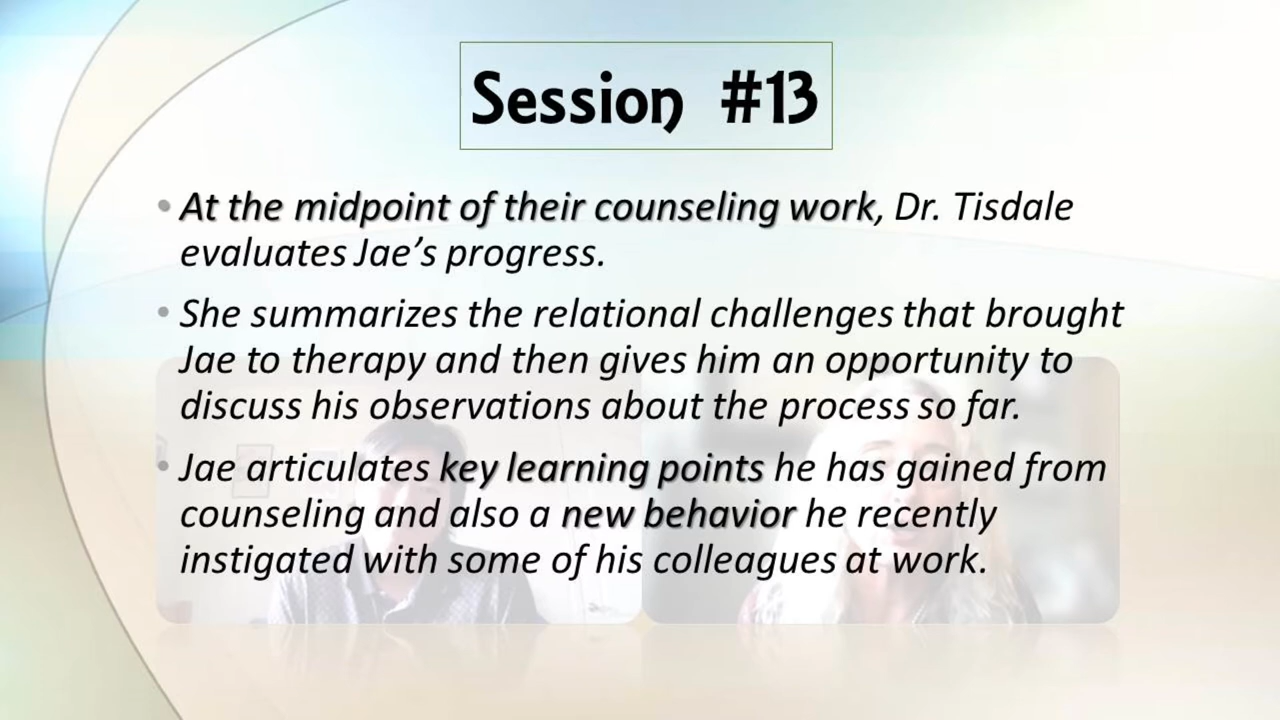 Session #13
• At the midpoint of their counseling work, Dr. Tisdale
evaluates Jae’s progress.
• She summarizes the relational challenges that brought
Jae to therapy and then gives him an opportunity to
discuss his observations about the process so far.
• Jae articulates key learning points he has gained from
counseling and also a new behavior he recently
instigated with some of his colleagues at work.